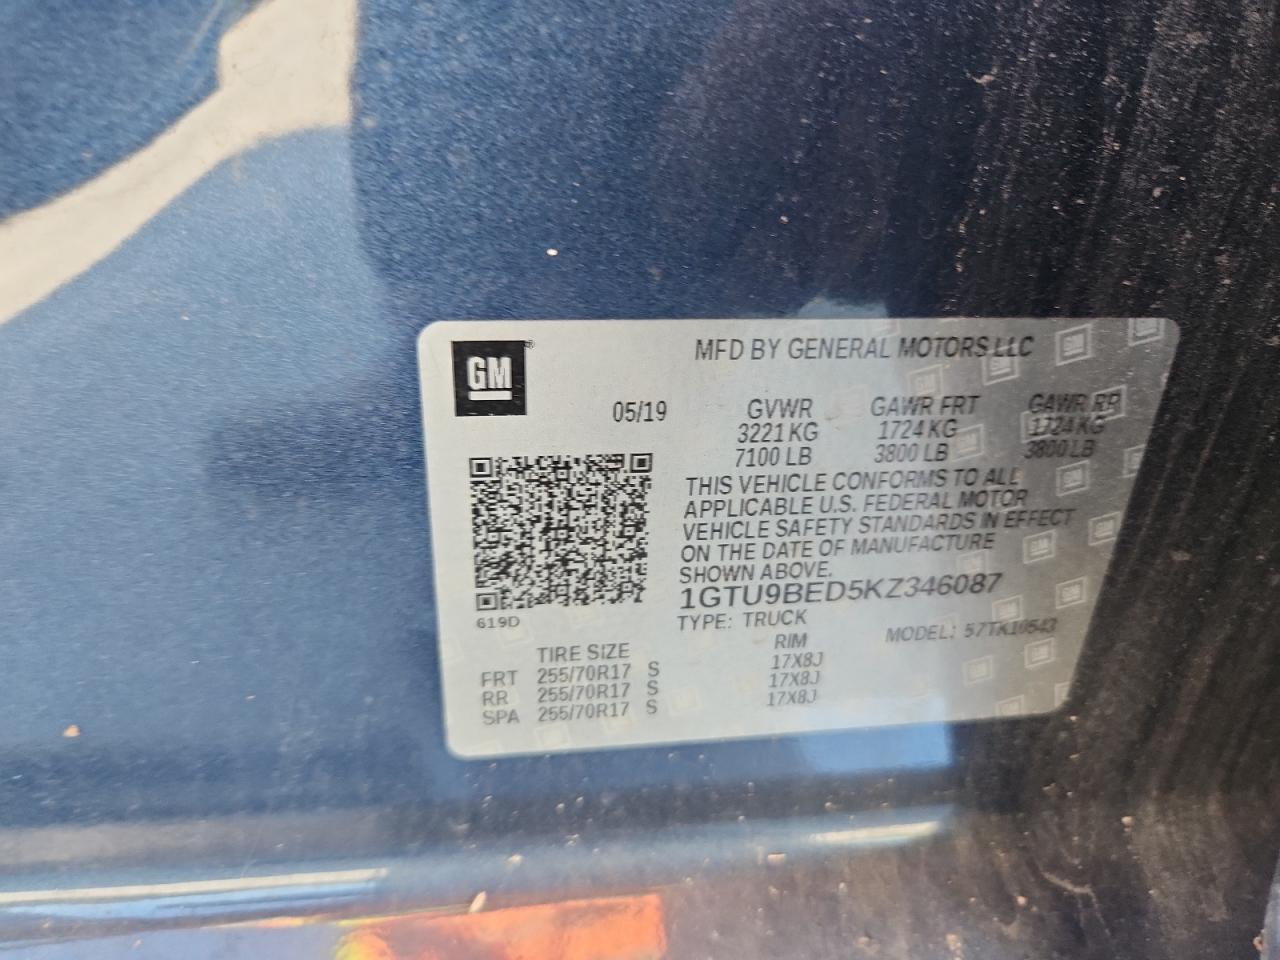 GM
MFD BY GENERAL MOTORS LLC
05/19 GVWR GAWR FRT GAWR RR
3221 KG 1724 KG 1724 KG
7100 LB 3800 LB 3800 LB
THIS VEHICLE CONFORMS TO ALL
APPLICABLE U.S. FEDERAL MOTOR
VEHICLE SAFETY STANDARDS IN EFFECT
ON THE DATE OF MANUFACTURE
SHOWN ABOVE.
1GTU9BED5KZ346087
619D
TYPE: TRUCK MODEL: 57TK10543
TIRE SIZE RIM
FRT 255/70R17 S 17X8J
RR 255/70R17 S 17X8J
SPA 255/70R17 S 17X8J